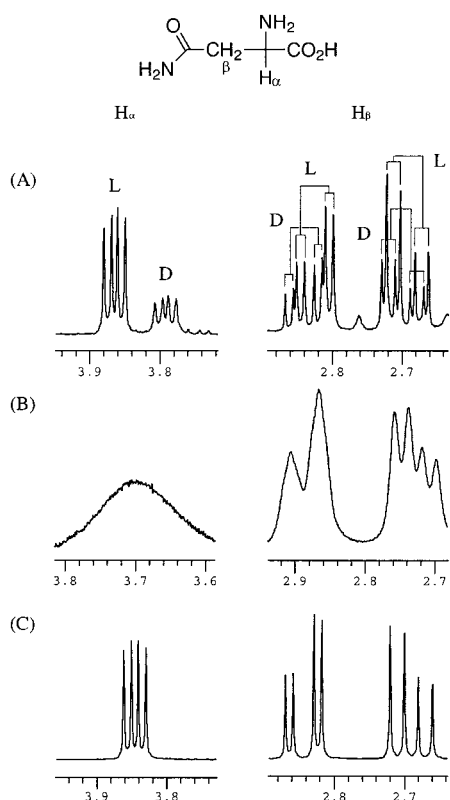 O
NH₂
CH₂
CO₂H
H₂N
β
Hα
Hα Hβ
(A)
L
D
L
D
D
L
3.9 3.8
2.8 2.7
(B)
3.8 3.7 3.6
2.9 2.8 2.7
(C)
3.9 3.8
2.8 2.7